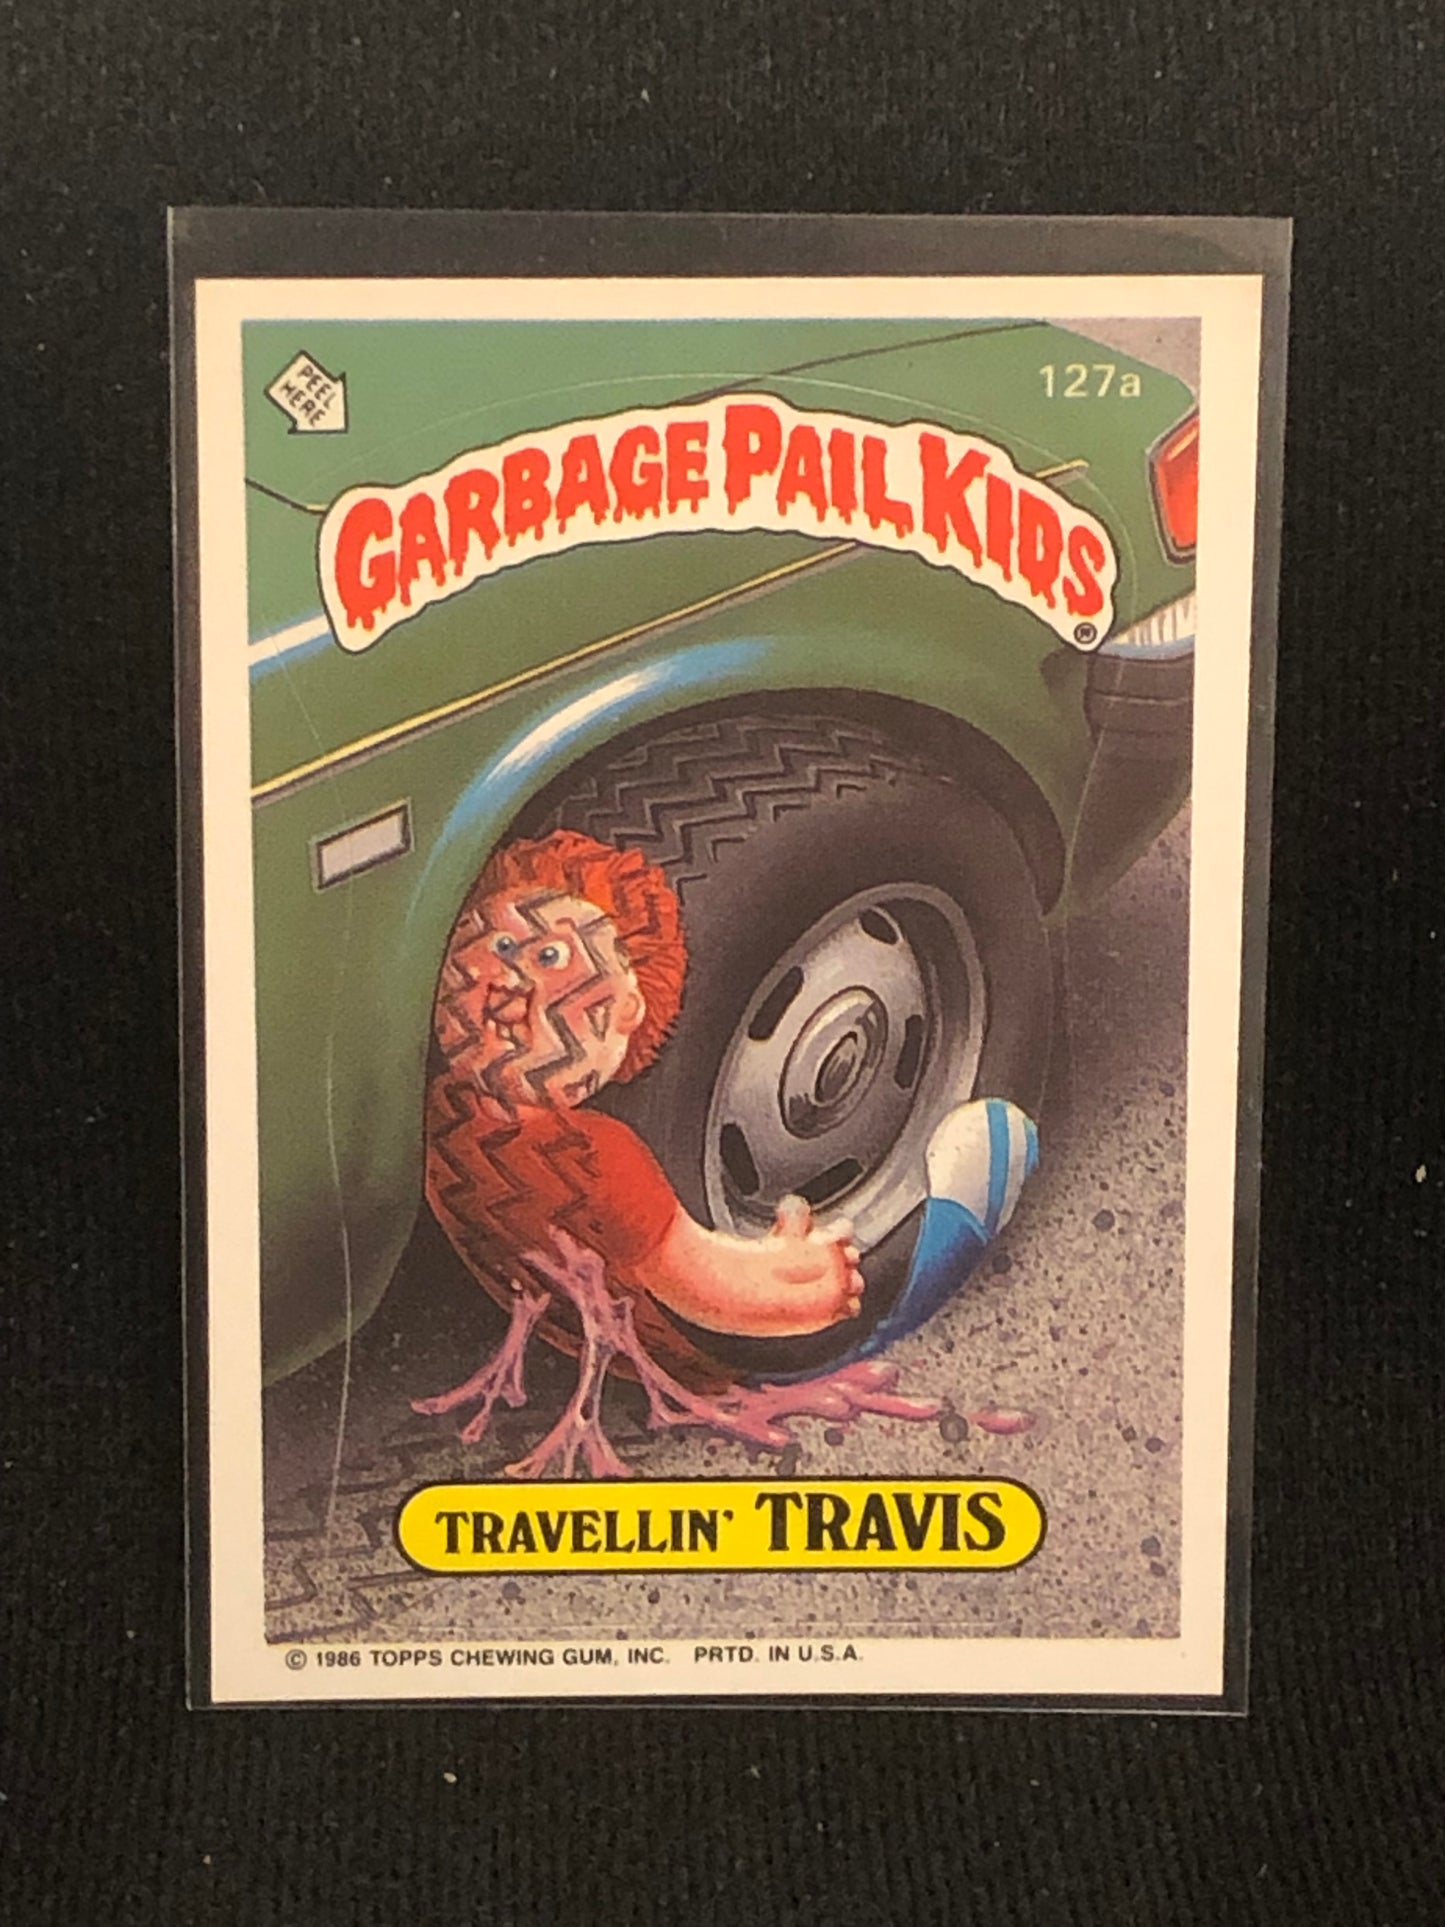 PEEL
HERE
127a
GARBAGE PAIL KIDS
®
TRAVELLIN' TRAVIS
© 1986 TOPPS CHEWING GUM, INC. PRTD. IN U.S.A.